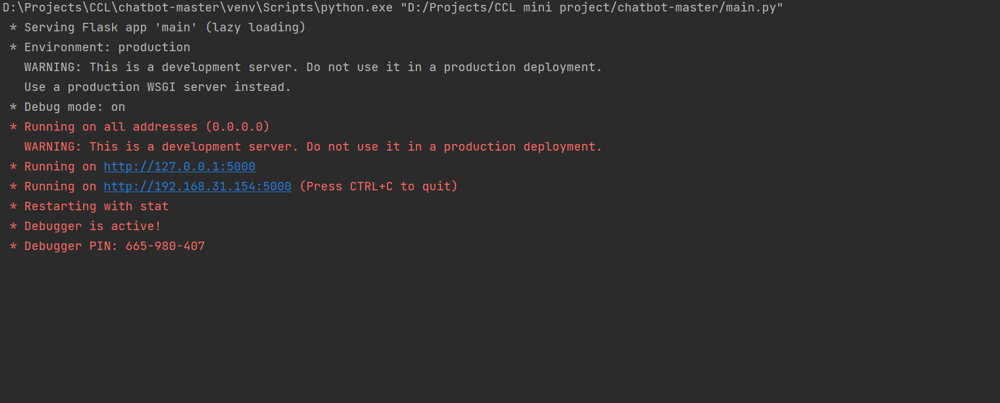 D:\Projects\CCL\chatbot-master\venv\Scripts\python.exe "D:/Projects/CCL mini project/chatbot-master/main.py"
* Serving Flask app 'main' (lazy loading)
* Environment: production
WARNING: This is a development server. Do not use it in a production deployment.
Use a production WSGI server instead.
* Debug mode: on
* Running on all addresses (0.0.0.0)
WARNING: This is a development server. Do not use it in a production deployment.
* Running on http://127.0.0.1:5000
* Running on http://192.168.31.154:5000 (Press CTRL+C to quit)
* Restarting with stat
* Debugger is active!
* Debugger PIN: 665-980-407